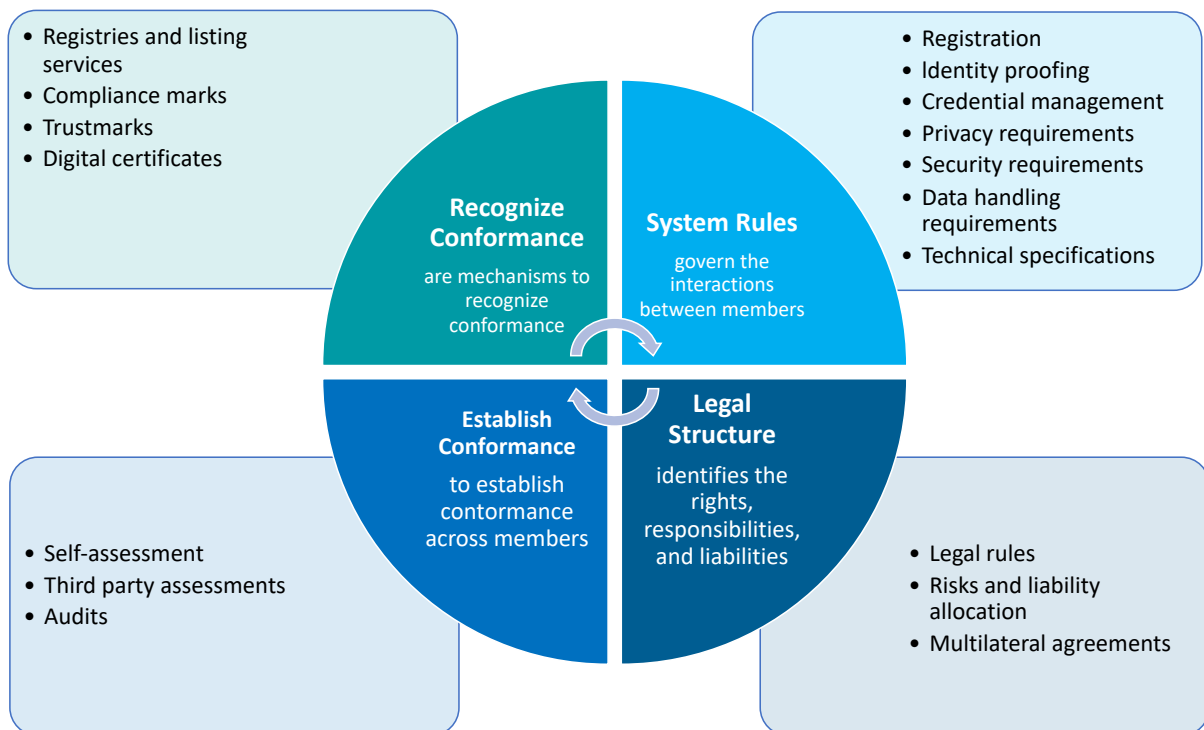 • Registries and listing
services
• Compliance marks
• Trustmarks
• Digital certificates
• Registration
• Identity proofing
• Credential management
• Privacy requirements
• Security requirements
• Data handling
requirements
• Technical specifications
Recognize
Conformance
are mechanisms to
recognize
conformance
System Rules
govern the
interactions
between members
Establish
Conformance
to establish
contormance
across members
Legal
Structure
identifies the
rights,
responsibilities,
and liabilities
• Self-assessment
• Third party assessments
• Audits
• Legal rules
• Risks and liability
allocation
• Multilateral agreements